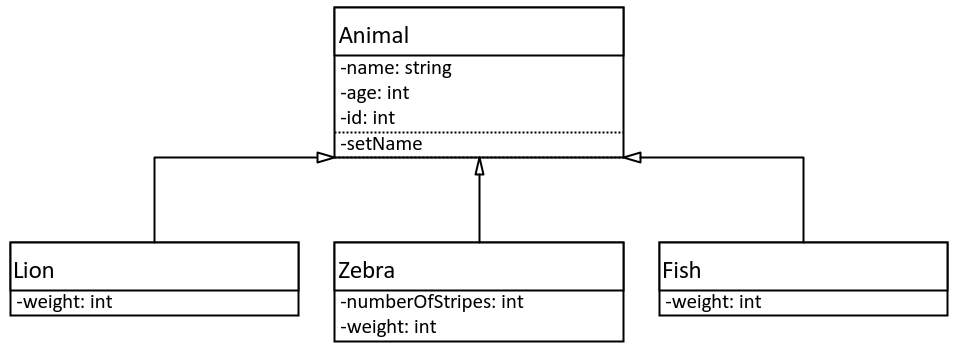 Animal
-name: string
-age: int
-id: int
-setName
Lion
-weight: int
Zebra
-numberOfStripes: int
-weight: int
Fish
-weight: int